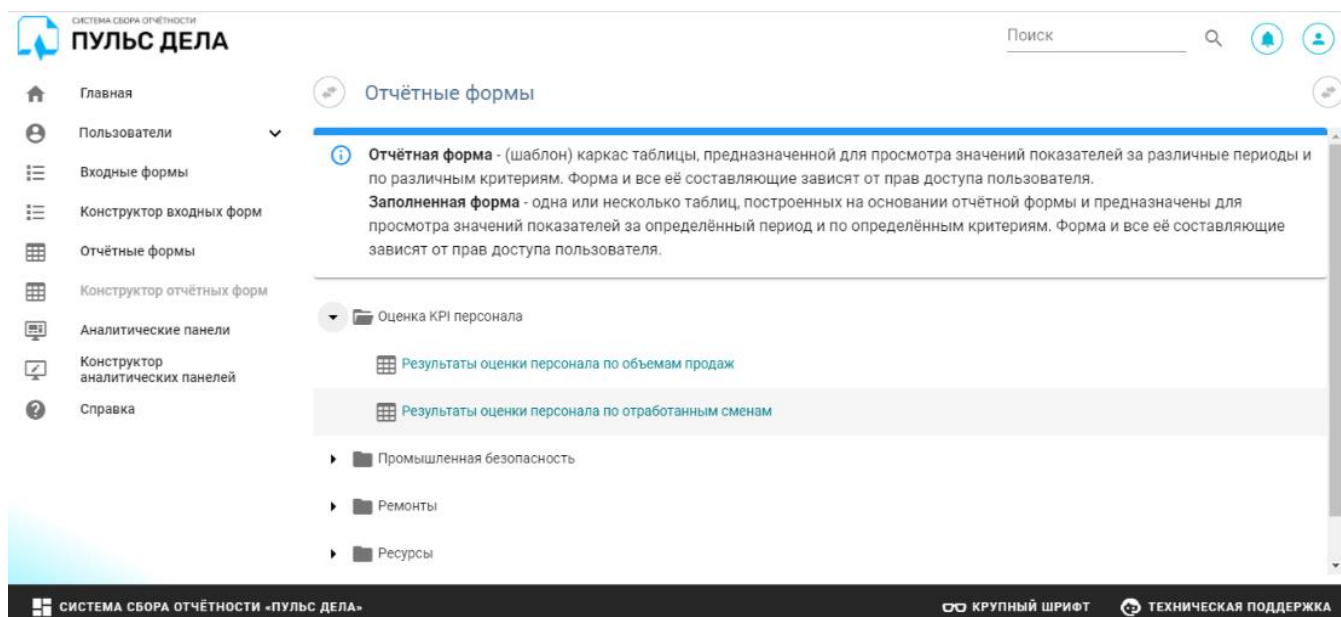 СИСТЕМА СБОРА ОТЧЁТНОСТИ
ПУЛЬС ДЕЛА
Поиск
Главная
Пользователи
Входные формы
Конструктор входных форм
Отчётные формы
Конструктор отчётных форм
Аналитические панели
Конструктор
аналитических панелей
Справка
Отчётные формы
Отчётная форма - (шаблон) каркас таблицы, предназначенной для просмотра значений показателей за различные периоды и
по различным критериям. Форма и все её составляющие зависят от прав доступа пользователя.
Заполненная форма - одна или несколько таблиц, построенных на основании отчётной формы и предназначены для
просмотра значений показателей за определённый период и по определённым критериям. Форма и все её составляющие
зависят от прав доступа пользователя.
Оценка KPI персонала
Результаты оценки персонала по объемам продаж
Результаты оценки персонала по отработанным сменам
Промышленная безопасность
Ремонты
Ресурсы
СИСТЕМА СБОРА ОТЧЁТНОСТИ «ПУЛЬС ДЕЛА»
КРУПНЫЙ ШРИФТ
ТЕХНИЧЕСКАЯ ПОДДЕРЖКА